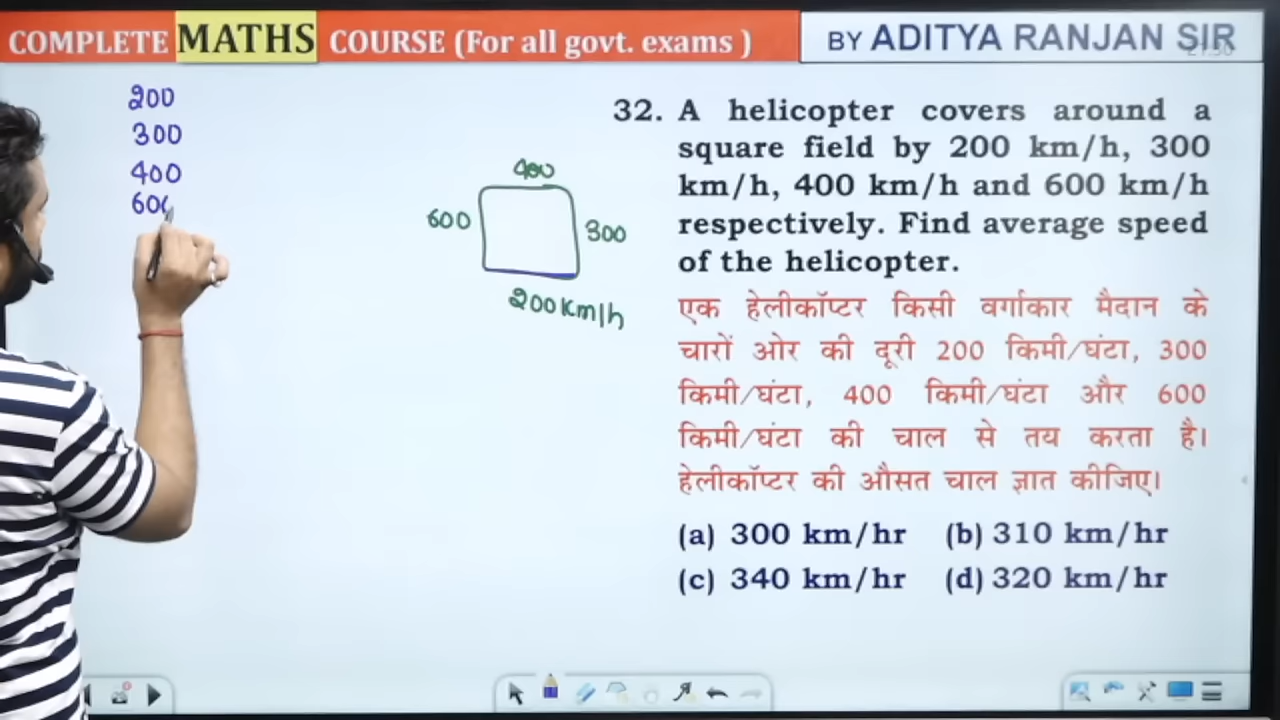 COMPLETE MATHS COURSE (For all govt. exams )
BY ADITYA RANJAN SIR
200
300
400
600
400
600
300
200km/h
32. A helicopter covers around a
square field by 200 km/h, 300
km/h, 400 km/h and 600 km/h
respectively. Find average speed
of the helicopter.
एक हेलीकॉप्टर किसी वर्गाकार मैदान के
चारों ओर की दूरी 200 किमी/घंटा, 300
किमी/घंटा, 400 किमी/घंटा और 600
किमी/घंटा की चाल से तय करता है।
हेलीकॉप्टर की औसत चाल ज्ञात कीजिए।
(a) 300 km/hr (b) 310 km/hr
(c) 340 km/hr (d) 320 km/hr